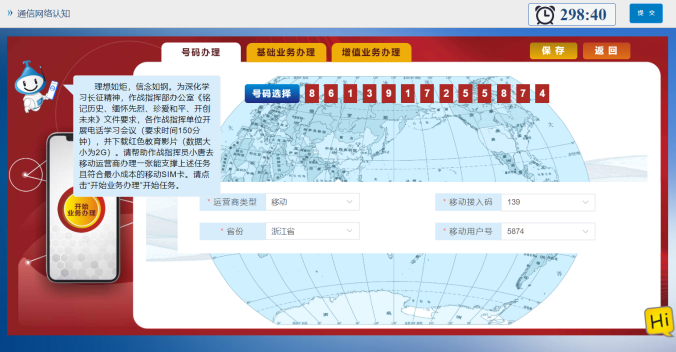 通信网络认知
298:40
提 交
号码办理
基础业务办理
增值业务办理
保 存
返 回
理想如炬，信念如钢。为深化学
习长征精神，作战指挥部办公室《铭
记历史、缅怀先烈、珍爱和平、开创
未来》文件要求，各作战指挥单位开
展电话学习会议（要求时间150分
钟），并下载红色教育影片（数据大
小为2G）。请帮助作战指挥员小唐去
移动运营商办理一张能支撑上述任务
且符合最小成本的移动SIM卡。请点
击“开始业务办理”开始任务。
号码选择
8 6 1 3 9 1 7 2 5 5 8 7 4
开始
业务办理
* 运营商类型 移动
* 移动接入码 139
* 省份 浙江省
* 移动用户号 5874
Hi